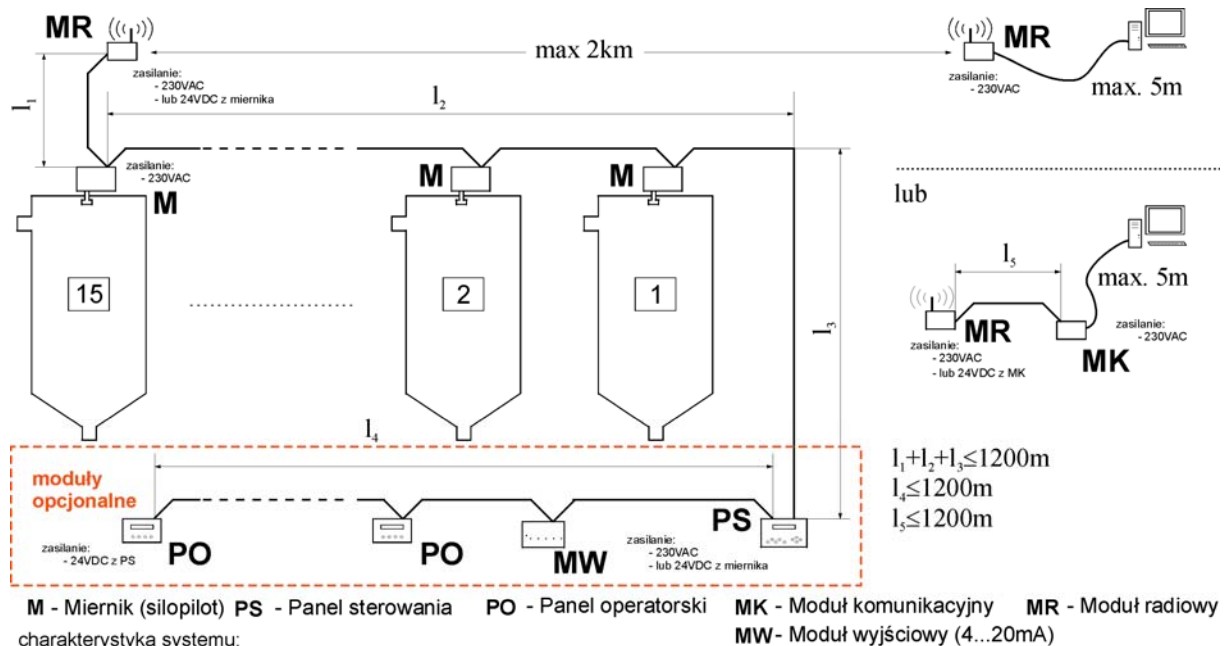 MR
zasilanie:
- 230VAC
- lub 24VDC z miernika
max 2km
MR
zasilanie:
- 230VAC
max. 5m
l₁
l₂
zasilanie:
- 230VAC
M
M
M
15
2
1
l₃
lub
l₅
max. 5m
MR
zasilanie:
- 230VAC
- lub 24VDC z MK
MK
zasilanie:
- 230VAC
l₄
moduły
opcjonalne
PO
zasilanie:
- 24VDC z PS
PO
MW
PS
zasilanie:
- 230VAC
- lub 24VDC z miernika
l₁+l₂+l₃≤1200m
l₄≤1200m
l₅≤1200m
M - Miernik (silopilot) PS - Panel sterowania PO - Panel operatorski MK - Moduł komunikacyjny MR - Moduł radiowy
MW- Moduł wyjściowy (4...20mA)
charakterystyka systemu: